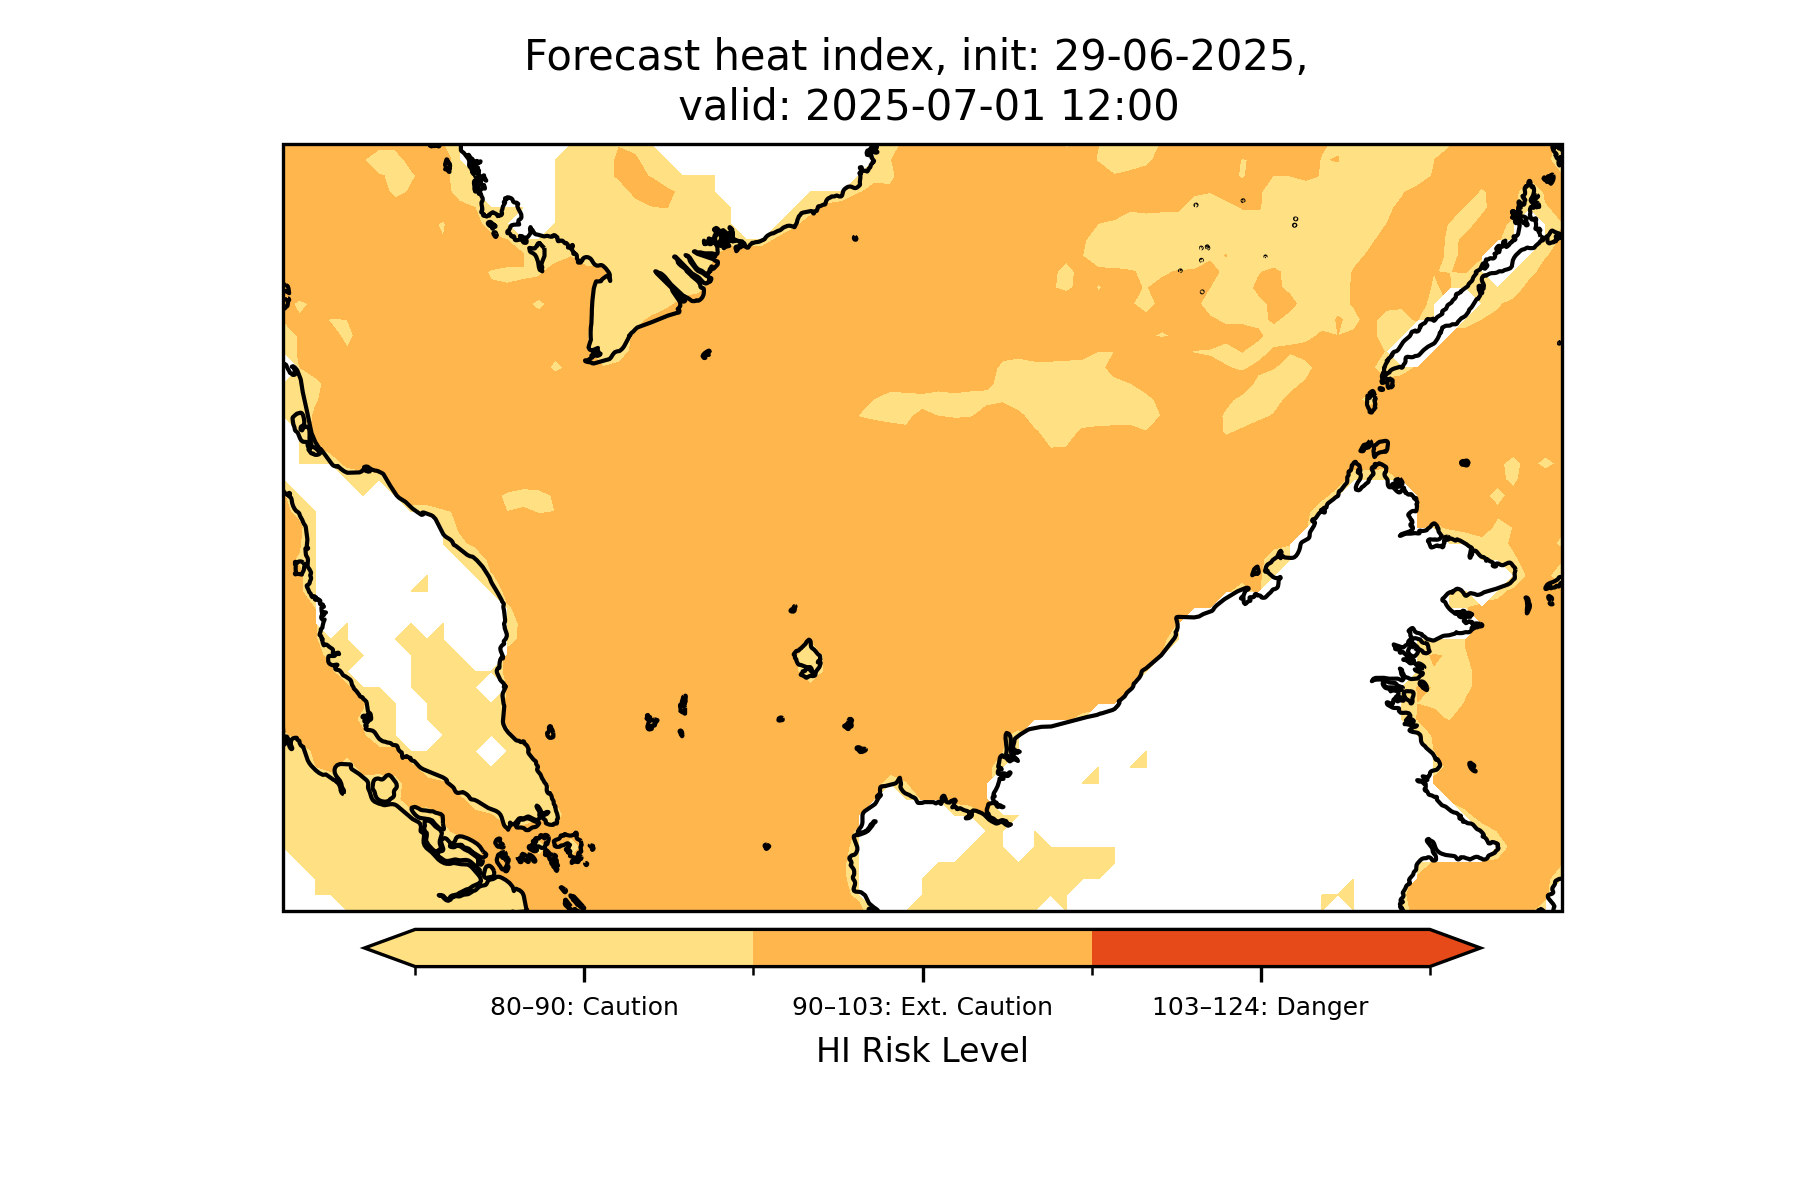 Forecast heat index, init: 29-06-2025,
valid: 2025-07-01 12:00
80–90: Caution
90–103: Ext. Caution
103–124: Danger
HI Risk Level